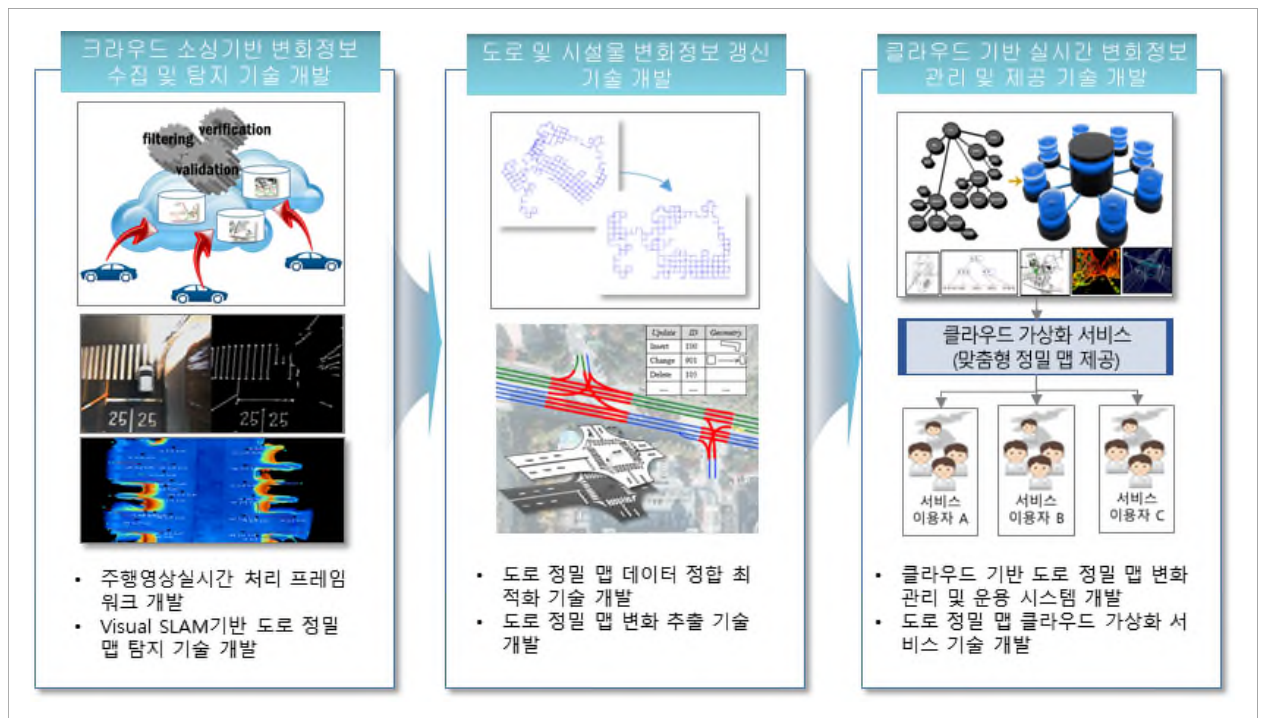 크라우드 소싱기반 변화정보
수집 및 탐지 기술 개발
filtering
verification
validation
25 | 25
25 | 25
• 주행영상실시간 처리 프레임
워크 개발
• Visual SLAM기반 도로 정밀
맵 탐지 기술 개발
도로 및 시설물 변화정보 갱신
기술 개발
Update ID Geometry
Insert 150
Change 901
Delete 103
• 도로 정밀 맵 데이터 정합 최
적화 기술 개발
• 도로 정밀 맵 변화 추출 기술
개발
클라우드 기반 실시간 변화정보
관리 및 제공 기술 개발
클라우드 가상화 서비스
(맞춤형 정밀 맵 제공)
서비스
이용자 A
서비스
이용자 B
서비스
이용자 C
• 클라우드 기반 도로 정밀 맵 변화
관리 및 운용 시스템 개발
• 도로 정밀 맵 클라우드 가상화 서
비스 기술 개발